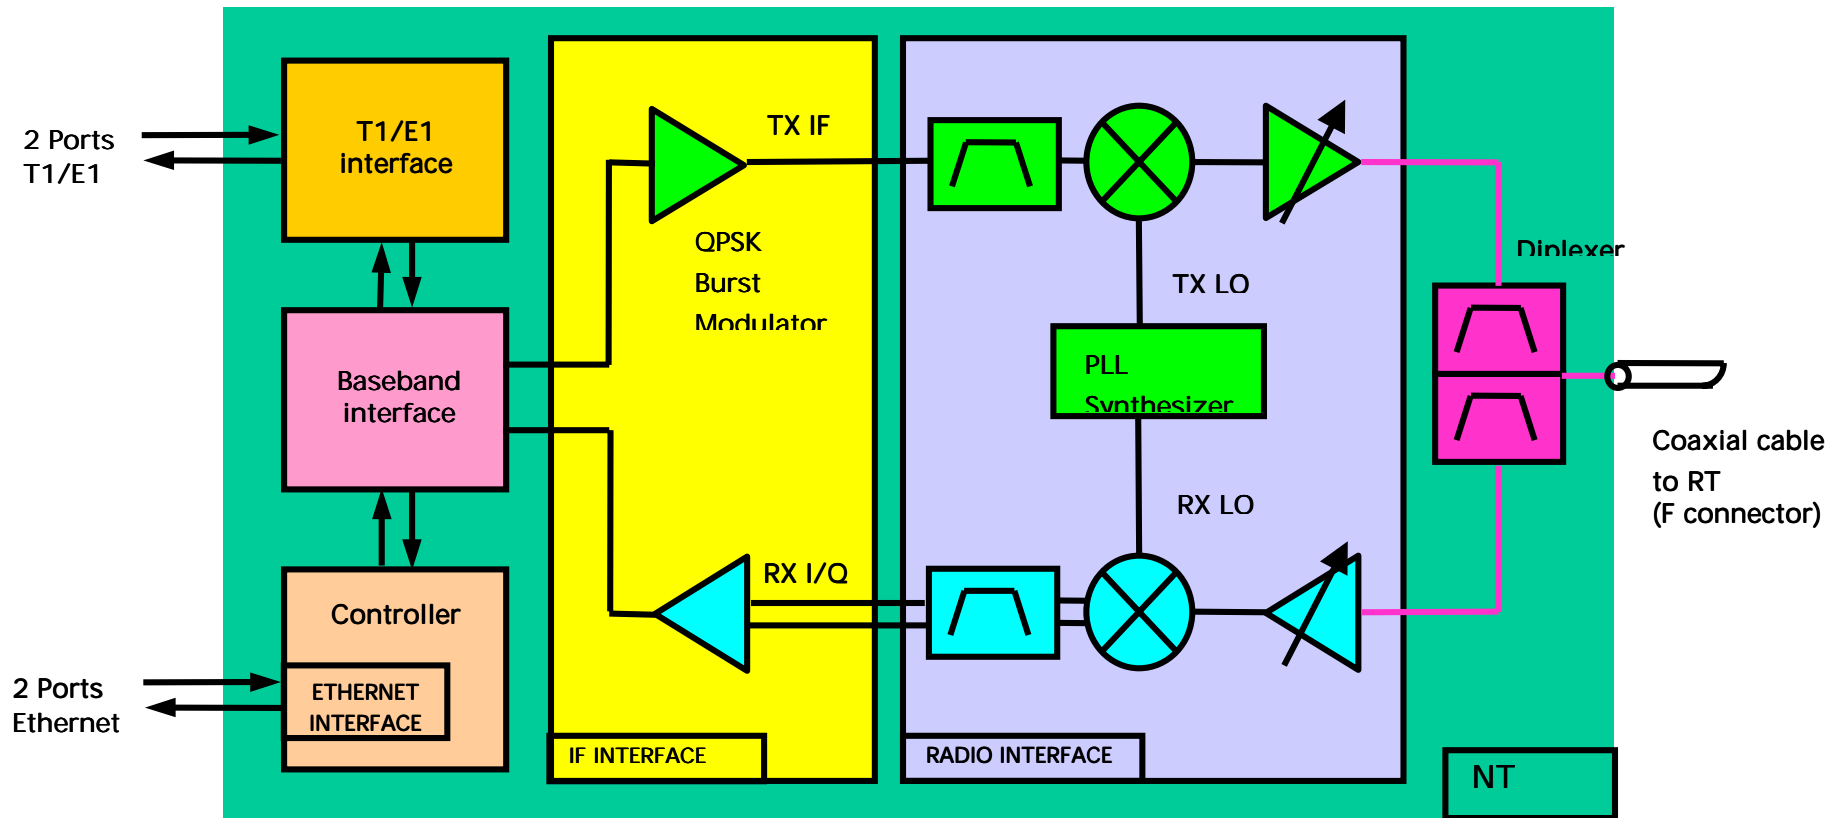 2 Ports
T1/E1
T1/E1
interface
Baseband
interface
Controller
ETHERNET
INTERFACE
2 Ports
Ethernet
TX IF
QPSK
Burst
Modulator
RX I/Q
IF INTERFACE
TX LO
PLL
Synthesizer
RX LO
RADIO INTERFACE
Diplexer
Coaxial cable
to RT
(F connector)
NT